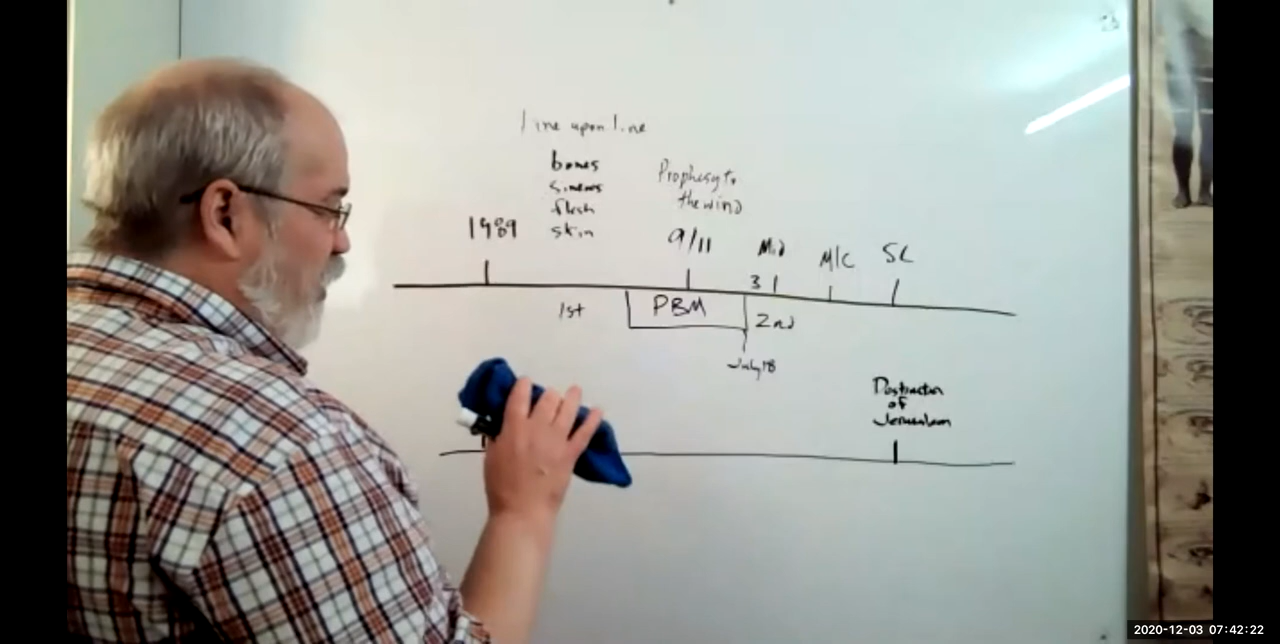 line upon line
bones
sinews
flesh
skin
Prophesy to
the wind
1989
9/11
Mid
M/C
SL
3
1st
PBM
2nd
July 18
Destruction
of
Jerusalem
2020-12-03 07:42:22